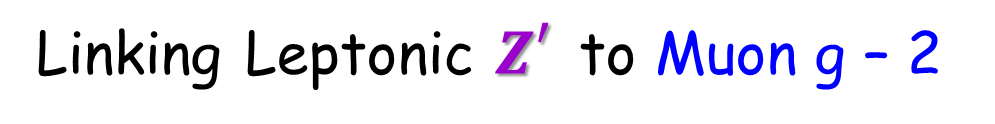 Linking Leptonic Z′ to Muon g – 2